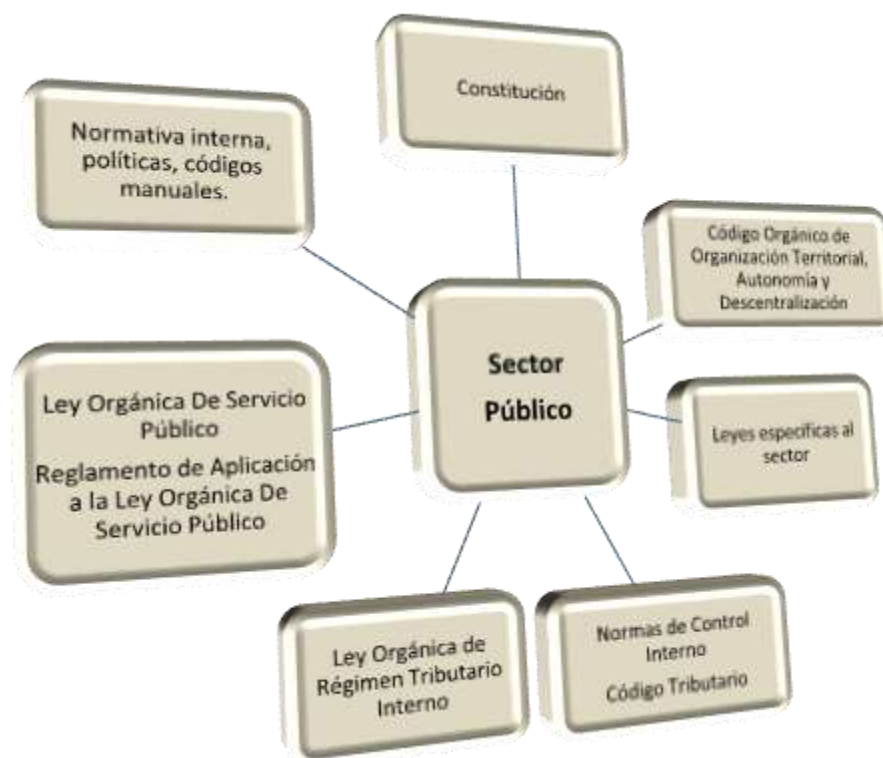 Constitución
Normativa interna,
políticas, códigos
manuales.
Código Orgánico de
Organización Territorial,
Autonomía y
Descentralización
Sector
Público
Ley Orgánica De Servicio
Público
Reglamento de Aplicación
a la Ley Orgánica De
Servicio Público
Leyes específicas al
sector
Ley Orgánica de
Régimen Tributario
Interno
Normas de Control
Interno
Código Tributario